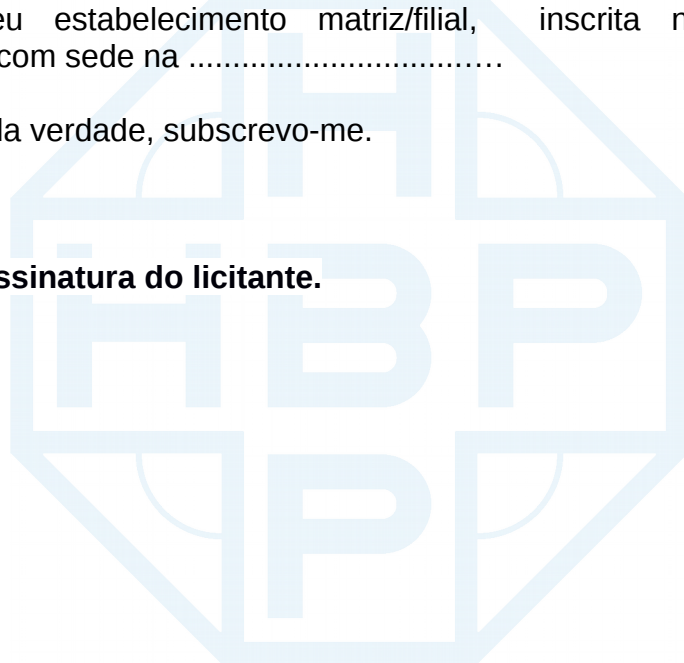 eu estabelecimento matriz/filial, inscrita n
com sede na ...................................
la verdade, subscrevo-me.
ssinatura do licitante.
H
HBP
P